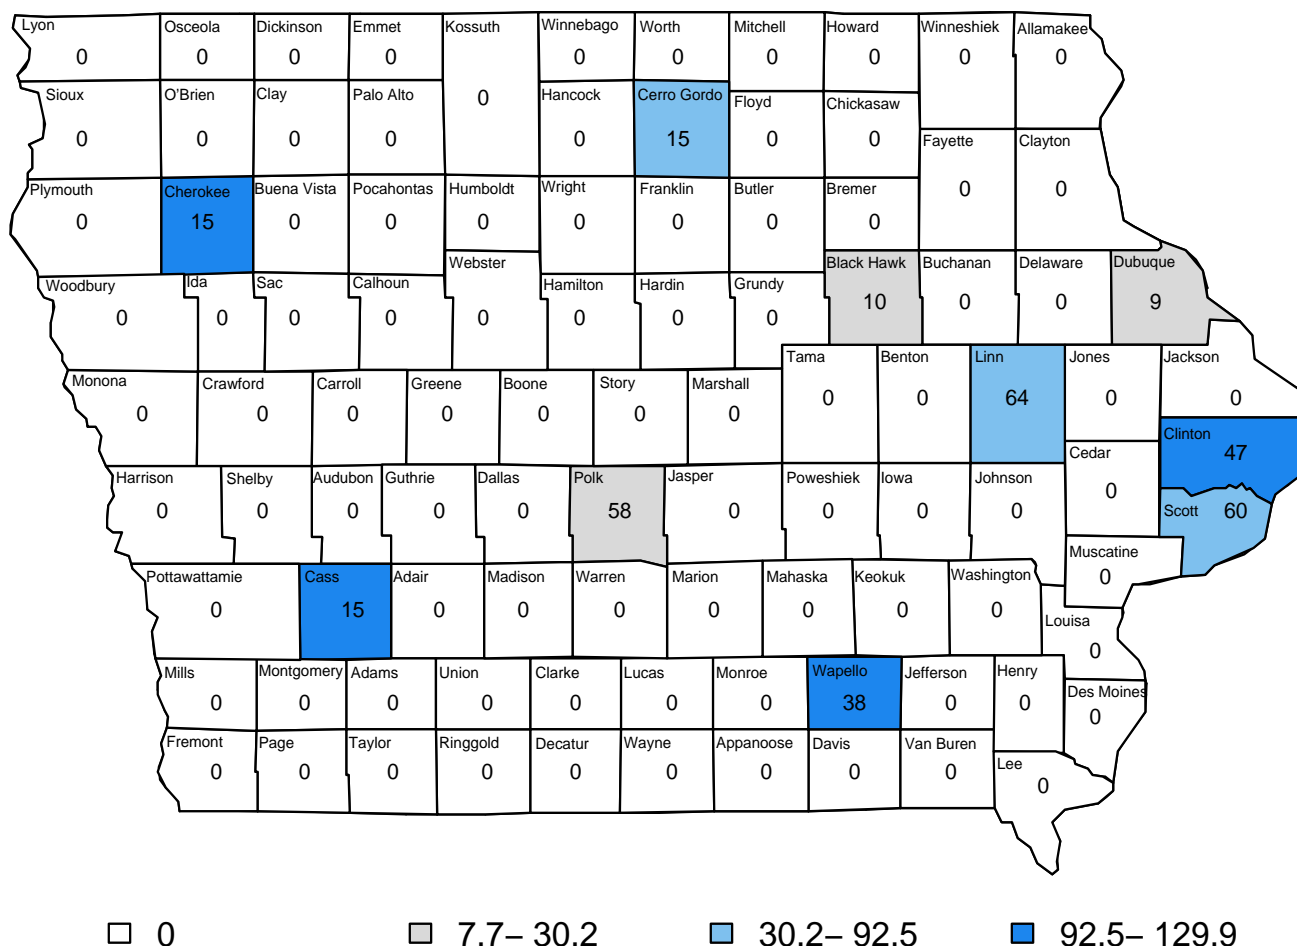 Lyon Osceola Dickinson Emmet Kossuth Winnebago Worth Mitchell Howard Winneshiek Allamakee
0 0 0 0 0 0 0 0 0 0
Sioux O'Brien Clay Palo Alto 0 Hancock Cerro Gordo Floyd Chickasaw
0 0 0 0 0 15 0 0
Fayette Clayton
0 0
Plymouth Cherokee Buena Vista Pocahontas Humboldt Wright Franklin Butler Bremer
0 15 0 0 0 0 0 0 0
Woodbury Ida Sac Calhoun Webster Hamilton Hardin Grundy Black Hawk Buchanan Delaware Dubuque
0 0 0 0 0 0 0 0 10 0 0 9
Tama Benton Linn Jones Jackson
0 0 64 0 0
Monona Crawford Carroll Greene Boone Story Marshall
0 0 0 0 0 0 0
Clinton
47
Cedar
0
Harrison Shelby Audubon Guthrie Dallas Polk Jasper Poweshiek Iowa Johnson
0 0 0 0 0 58 0 0 0 0
Scott 60
Muscatine
0
Pottawattamie Cass Adair Madison Warren Marion Mahaska Keokuk Washington
0 15 0 0 0 0 0 0 0
Louisa
0
Mills Montgomery Adams Union Clarke Lucas Monroe Wapello Jefferson Henry
0 0 0 0 0 0 0 38 0 0
Des Moines
0
Fremont Page Taylor Ringgold Decatur Wayne Appanoose Davis Van Buren
0 0 0 0 0 0 0 0 0
Lee
0
0 7.7– 30.2 30.2– 92.5 92.5– 129.9